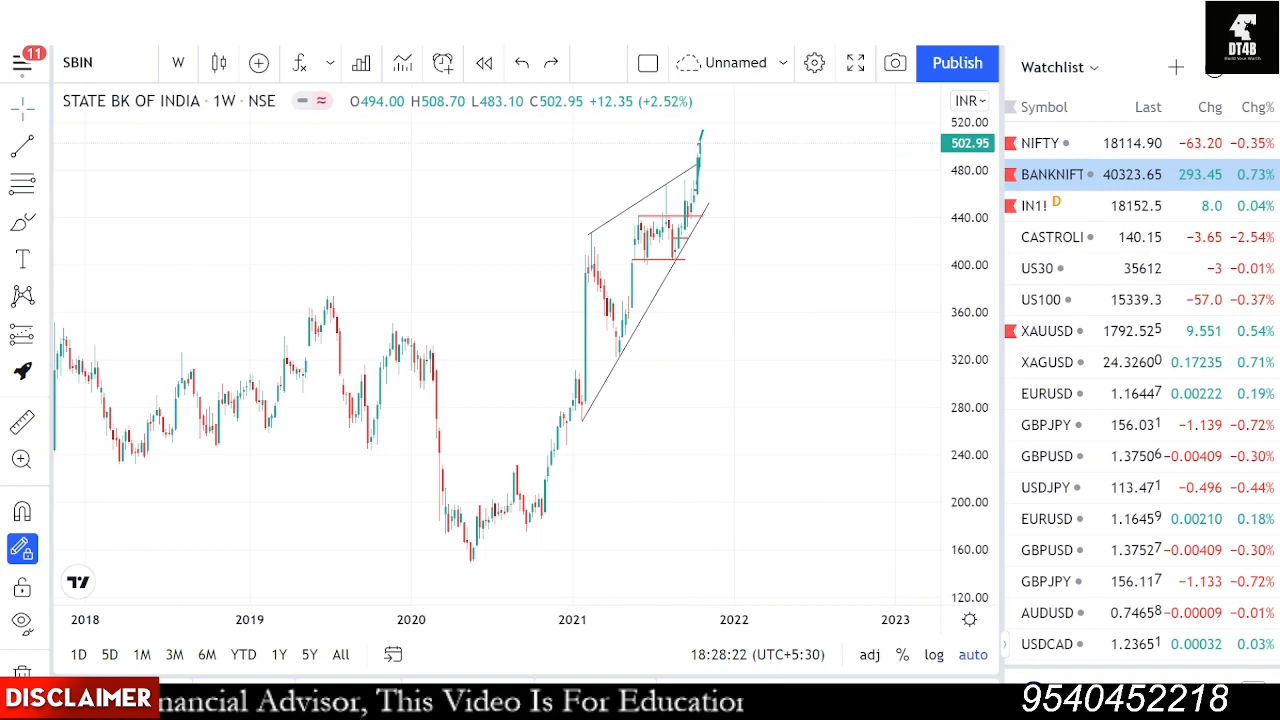 DT4B
Build Your Worth.
11
SBIN
W
Unnamed
Publish
Watchlist
STATE BK OF INDIA · 1W · NSE
O494.00 H508.70 L483.10 C502.95 +12.35 (+2.52%)
INR
Symbol Last Chg Chg%
520.00
502.95
480.00
440.00
400.00
360.00
320.00
280.00
240.00
200.00
160.00
120.00
NIFTY 18114.90 −63.20 −0.35%
BANKNIFT 40323.65 293.45 0.73%
IN1! D 18152.5 8.0 0.04%
CASTROLI 140.15 −3.65 −2.54%
US30 35612 −3 −0.01%
US100 15339.3 −57.0 −0.37%
XAUUSD 1792.525 9.551 0.54%
XAGUSD 24.32600 0.17235 0.71%
EURUSD 1.16447 0.00222 0.19%
GBPJPY 156.031 −1.139 −0.72%
GBPUSD 1.37506 −0.00409 −0.30%
USDJPY 113.471 −0.496 −0.44%
EURUSD 1.16459 0.00210 0.18%
GBPUSD 1.37527 −0.00409 −0.30%
GBPJPY 156.117 −1.133 −0.72%
AUDUSD 0.74658 −0.00009 −0.01%
USDCAD 1.23651 0.00032 0.03%
2018 2019 2020 2021 2022 2023
1D 5D 1M 3M 6M YTD 1Y 5Y All
18:28:22 (UTC+5:30)
adj % log auto
DISCLAIMER
nancial Advisor, This Video Is For Education
9540452218